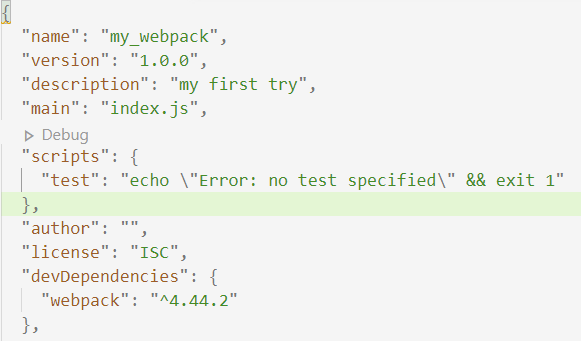 {
"name": "my_webpack",
"version": "1.0.0",
"description": "my first try",
"main": "index.js",
Debug
"scripts": {
"test": "echo \"Error: no test specified\" && exit 1"
},
"author": "",
"license": "ISC",
"devDependencies": {
"webpack": "^4.44.2"
},